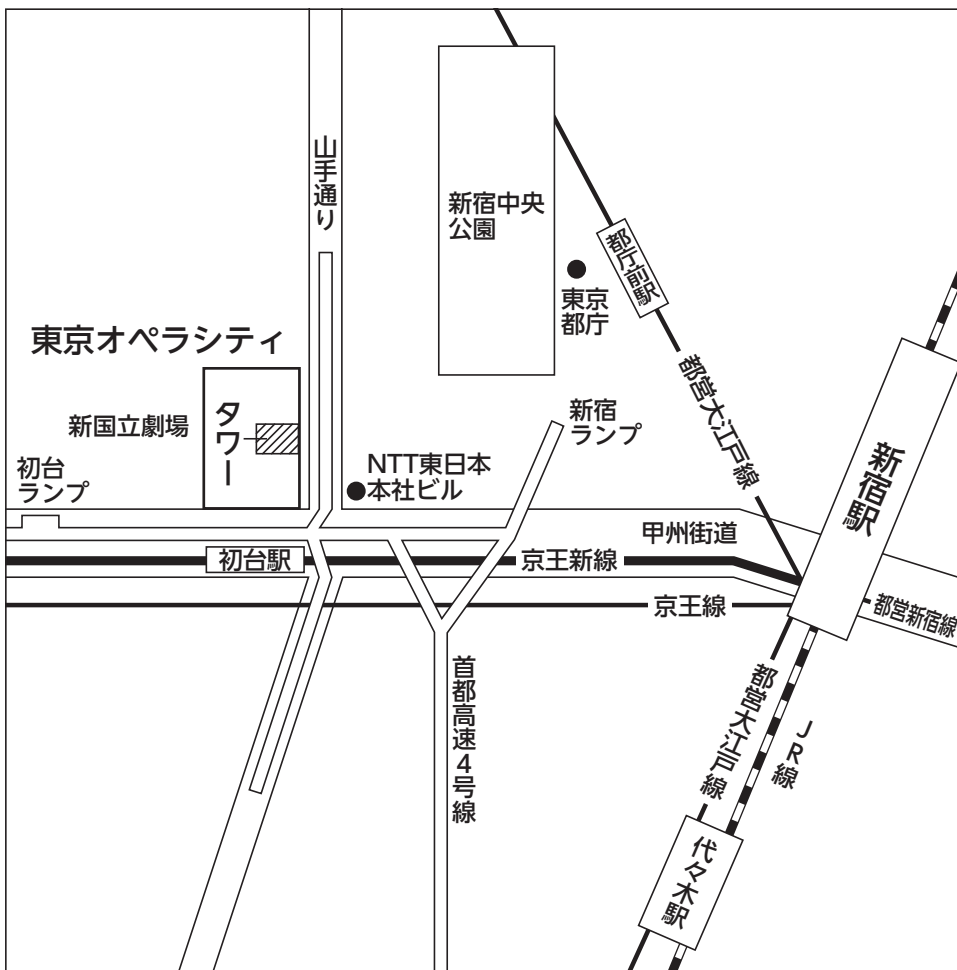 山手通り
新宿中央
公園
都庁前駅
東京
都庁
東京オペラシティ
都営大江戸線
新宿
ランプ
タワー
新国立劇場
初台
ランプ
NTT東日本
本社ビル
新宿駅
甲州街道
初台駅
京王新線
京王線
都営新宿線
首都高速4号線
都営大江戸線
JR線
代々木駅